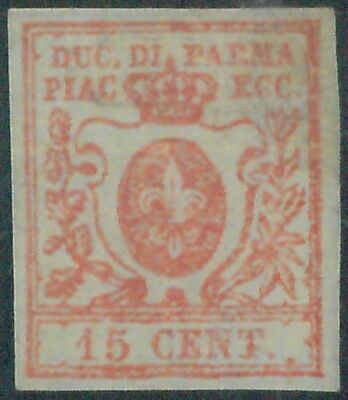 DUC. DI PARMA
PIAC ECC.
15 CENT.